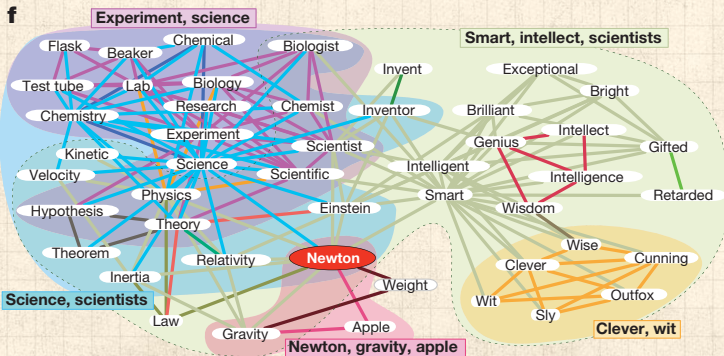 f
Experiment, science
Smart, intellect, scientists
Flask
Beaker
Chemical
Biologist
Invent
Exceptional
Test tube
Lab
Biology
Bright
Chemistry
Research
Chemist
Inventor
Brilliant
Experiment
Genius
Intellect
Kinetic
Science
Scientist
Gifted
Velocity
Scientific
Intelligent
Intelligence
Physics
Smart
Retarded
Hypothesis
Theory
Einstein
Wisdom
Theorem
Relativity
Newton
Wise
Inertia
Clever
Cunning
Science, scientists
Weight
Wit
Outfox
Law
Sly
Gravity
Apple
Clever, wit
Newton, gravity, apple